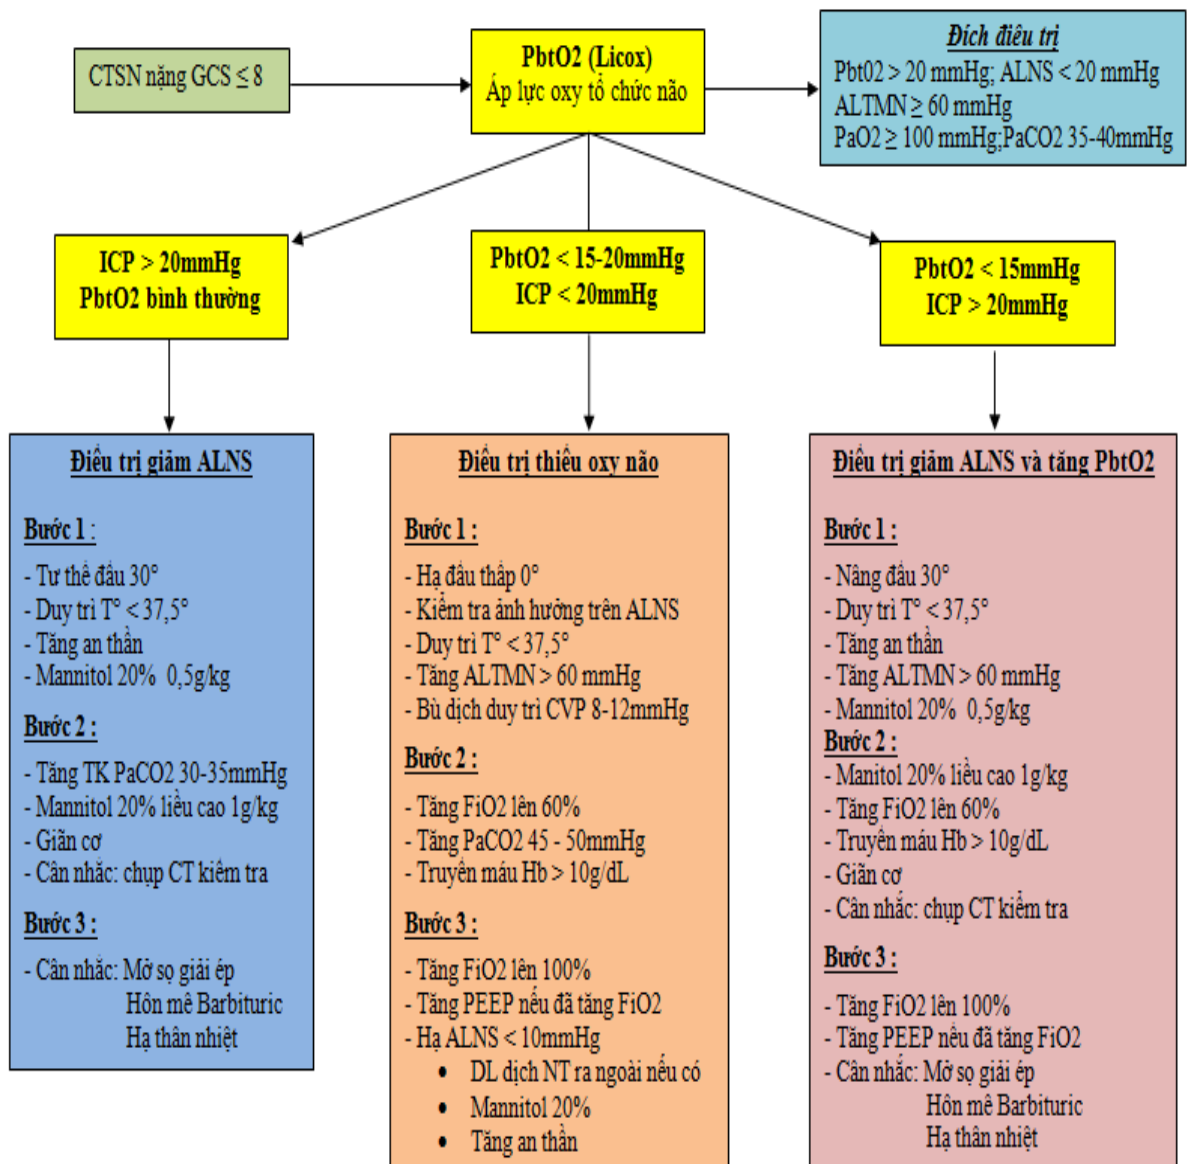 CTSN nặng GCS ≤ 8
PbtO2 (Licox)
Áp lực oxy tổ chức não
Đích điều trị
Pbt02 > 20 mmHg; ALNS < 20 mmHg
ALTMN ≥ 60 mmHg
PaO2 ≥ 100 mmHg;PaCO2 35-40mmHg
ICP > 20mmHg
PbtO2 bình thường
PbtO2 < 15-20mmHg
ICP < 20mmHg
PbtO2 < 15mmHg
ICP > 20mmHg
Điều trị giảm ALNS
Bước 1 :
- Tư thế đầu 30°
- Duy trì T° < 37,5°
- Tăng an thần
- Mannitol 20% 0,5g/kg
Bước 2 :
- Tăng TK PaCO2 30-35mmHg
- Mannitol 20% liều cao 1g/kg
- Giãn cơ
- Cân nhắc: chụp CT kiểm tra
Bước 3 :
- Cân nhắc: Mở sọ giải ép
Hôn mê Barbituric
Hạ thân nhiệt
Điều trị thiếu oxy não
Bước 1 :
- Hạ đầu thấp 0°
- Kiểm tra ảnh hưởng trên ALNS
- Duy trì T° < 37,5°
- Tăng ALTMN > 60 mmHg
- Bù dịch duy trì CVP 8-12mmHg
Bước 2 :
- Tăng FiO2 lên 60%
- Tăng PaCO2 45 - 50mmHg
- Truyền máu Hb > 10g/dL
Bước 3 :
- Tăng FiO2 lên 100%
- Tăng PEEP nếu đã tăng FiO2
- Hạ ALNS < 10mmHg
• DL dịch NT ra ngoài nếu có
• Mannitol 20%
• Tăng an thần
Điều trị giảm ALNS và tăng PbtO2
Bước 1 :
- Nâng đầu 30°
- Duy trì T° < 37,5°
- Tăng an thần
- Tăng ALTMN > 60 mmHg
- Mannitol 20% 0,5g/kg
Bước 2 :
- Manitol 20% liều cao 1g/kg
- Tăng FiO2 lên 60%
- Truyền máu Hb > 10g/dL
- Giãn cơ
- Cân nhắc: chụp CT kiểm tra
Bước 3 :
- Tăng FiO2 lên 100%
- Tăng PEEP nếu đã tăng FiO2
- Cân nhắc: Mở sọ giải ép
Hôn mê Barbituric
Hạ thân nhiệt